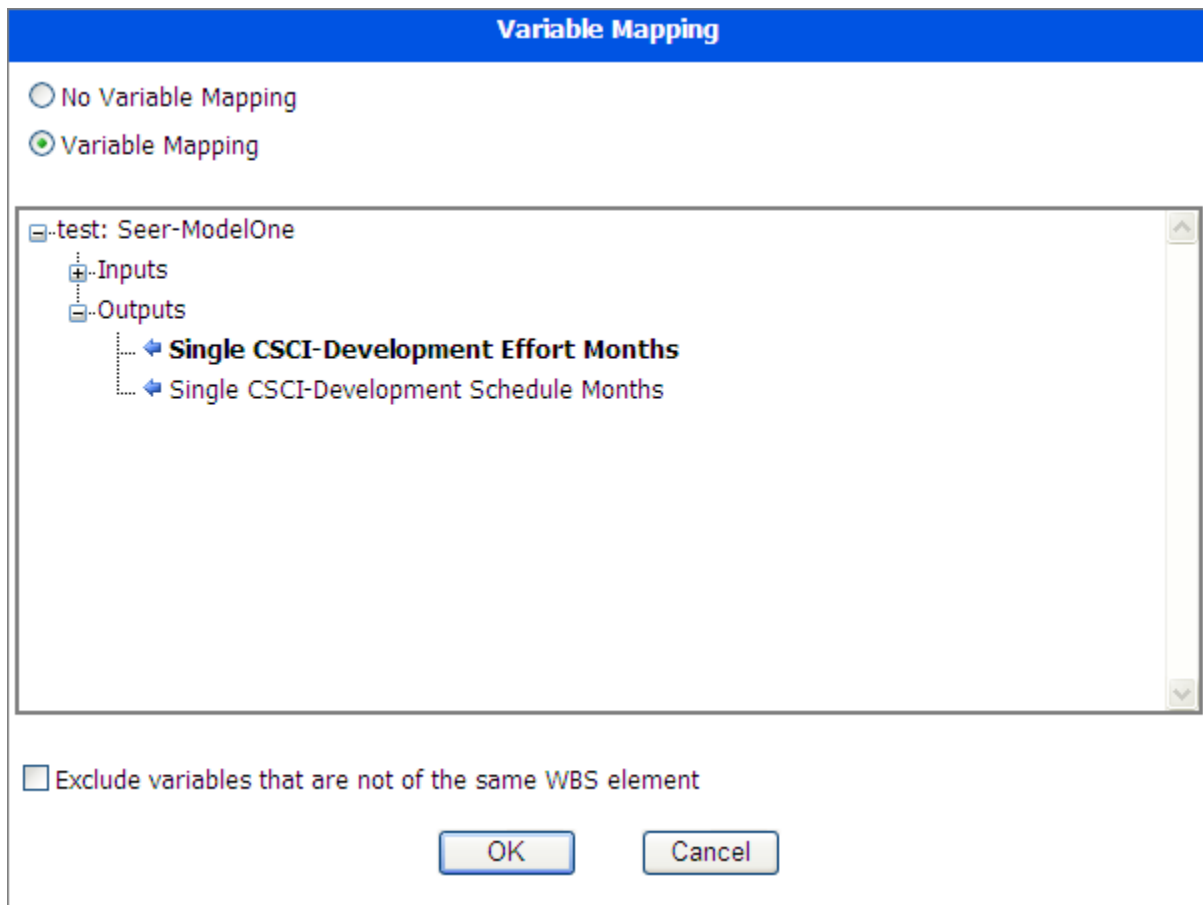 Variable Mapping
No Variable Mapping
Variable Mapping
test: Seer-ModelOne
Inputs
Outputs
Single CSCI-Development Effort Months
Single CSCI-Development Schedule Months
Exclude variables that are not of the same WBS element
OK Cancel